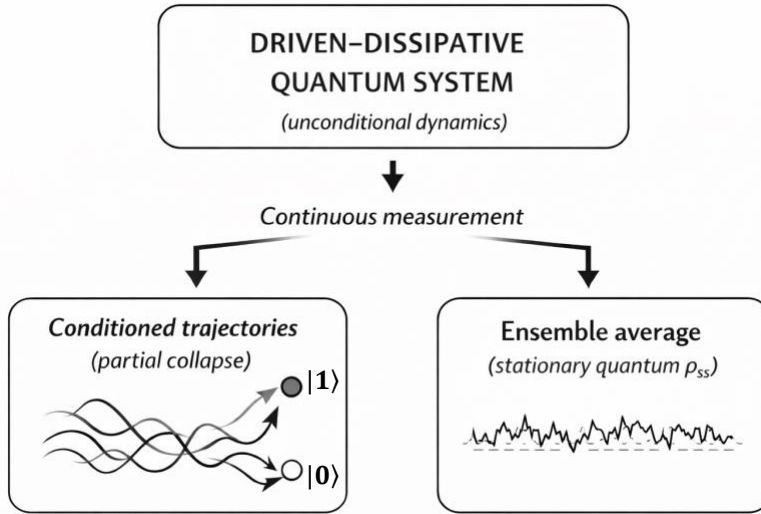 DRIVEN–DISSIPATIVE
QUANTUM SYSTEM
(unconditional dynamics)
Continuous measurement
Conditioned trajectories
(partial collapse)
|1⟩
|0⟩
Ensemble average
(stationary quantum ρss)